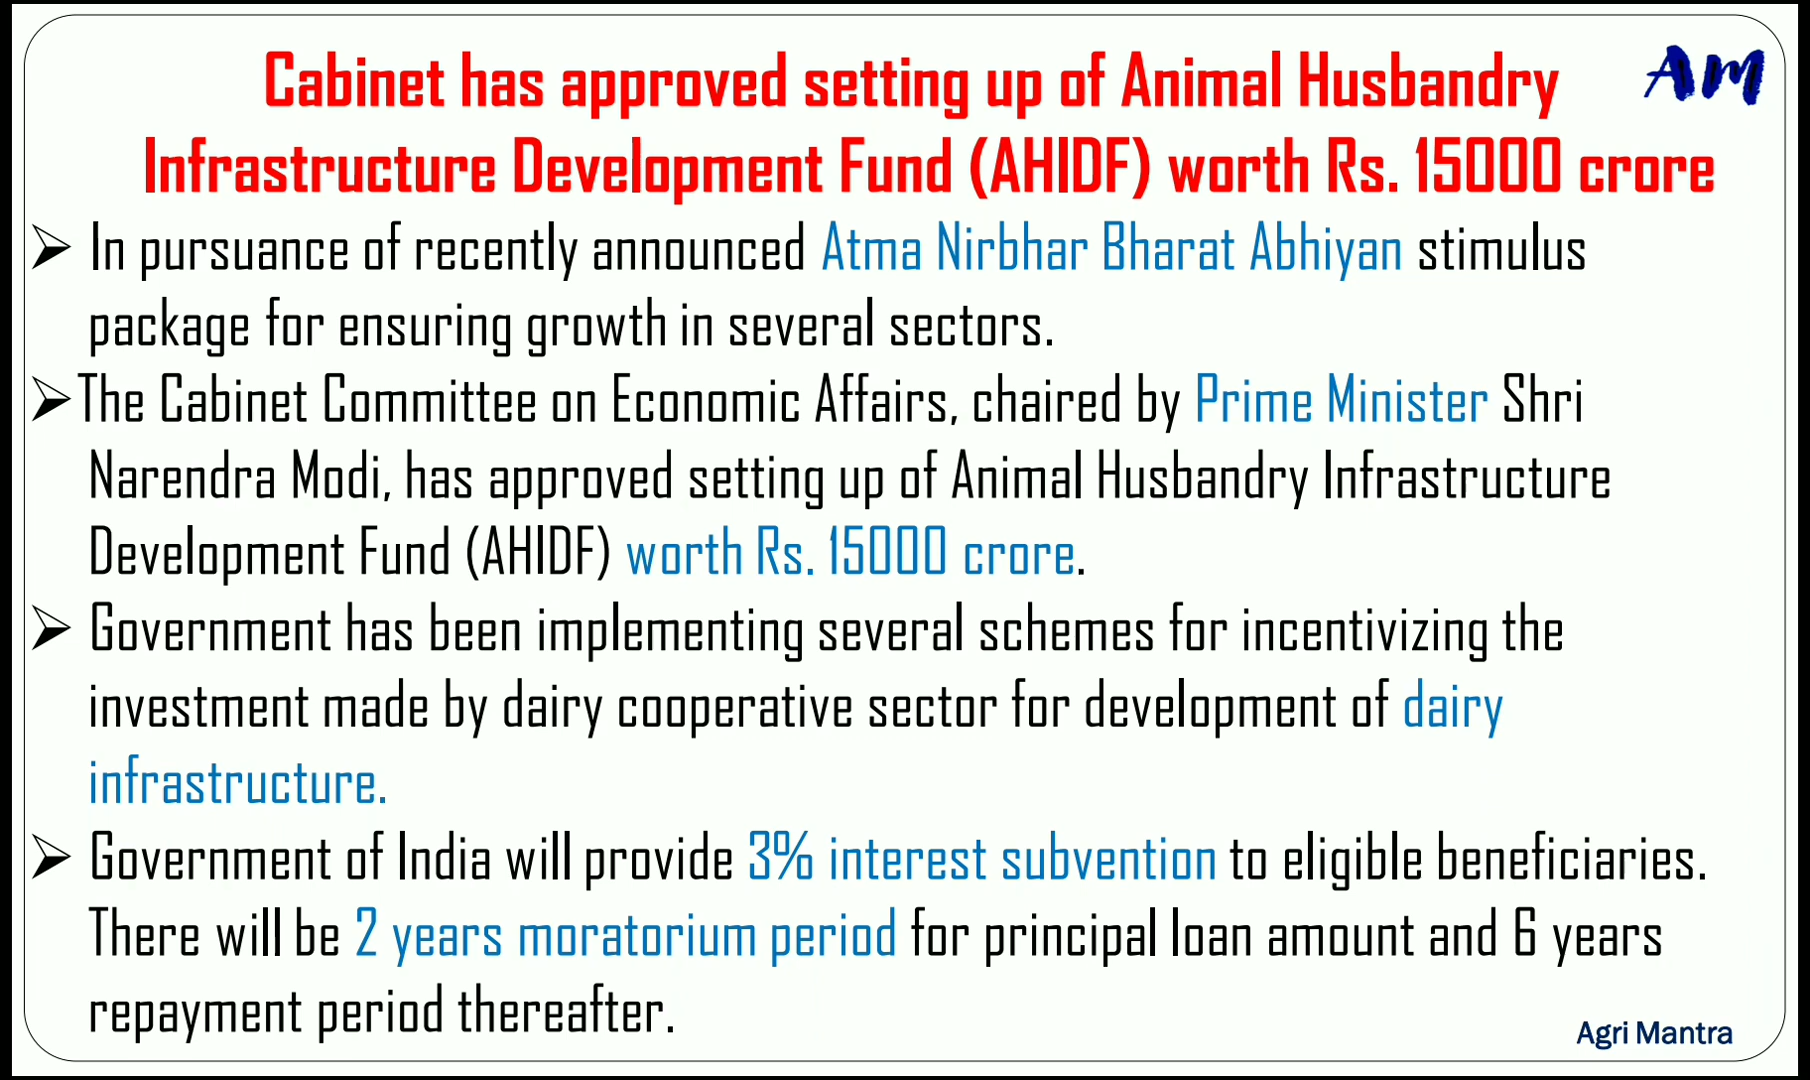 Cabinet has approved setting up of Animal Husbandry
AM
Infrastructure Development Fund (AHIDF) worth Rs. 15000 crore
➢ In pursuance of recently announced Atma Nirbhar Bharat Abhiyan stimulus
package for ensuring growth in several sectors.
➢ The Cabinet Committee on Economic Affairs, chaired by Prime Minister Shri
Narendra Modi, has approved setting up of Animal Husbandry Infrastructure
Development Fund (AHIDF) worth Rs. 15000 crore.
➢ Government has been implementing several schemes for incentivizing the
investment made by dairy cooperative sector for development of dairy
infrastructure.
➢ Government of India will provide 3% interest subvention to eligible beneficiaries.
There will be 2 years moratorium period for principal loan amount and 6 years
repayment period thereafter.
Agri Mantra